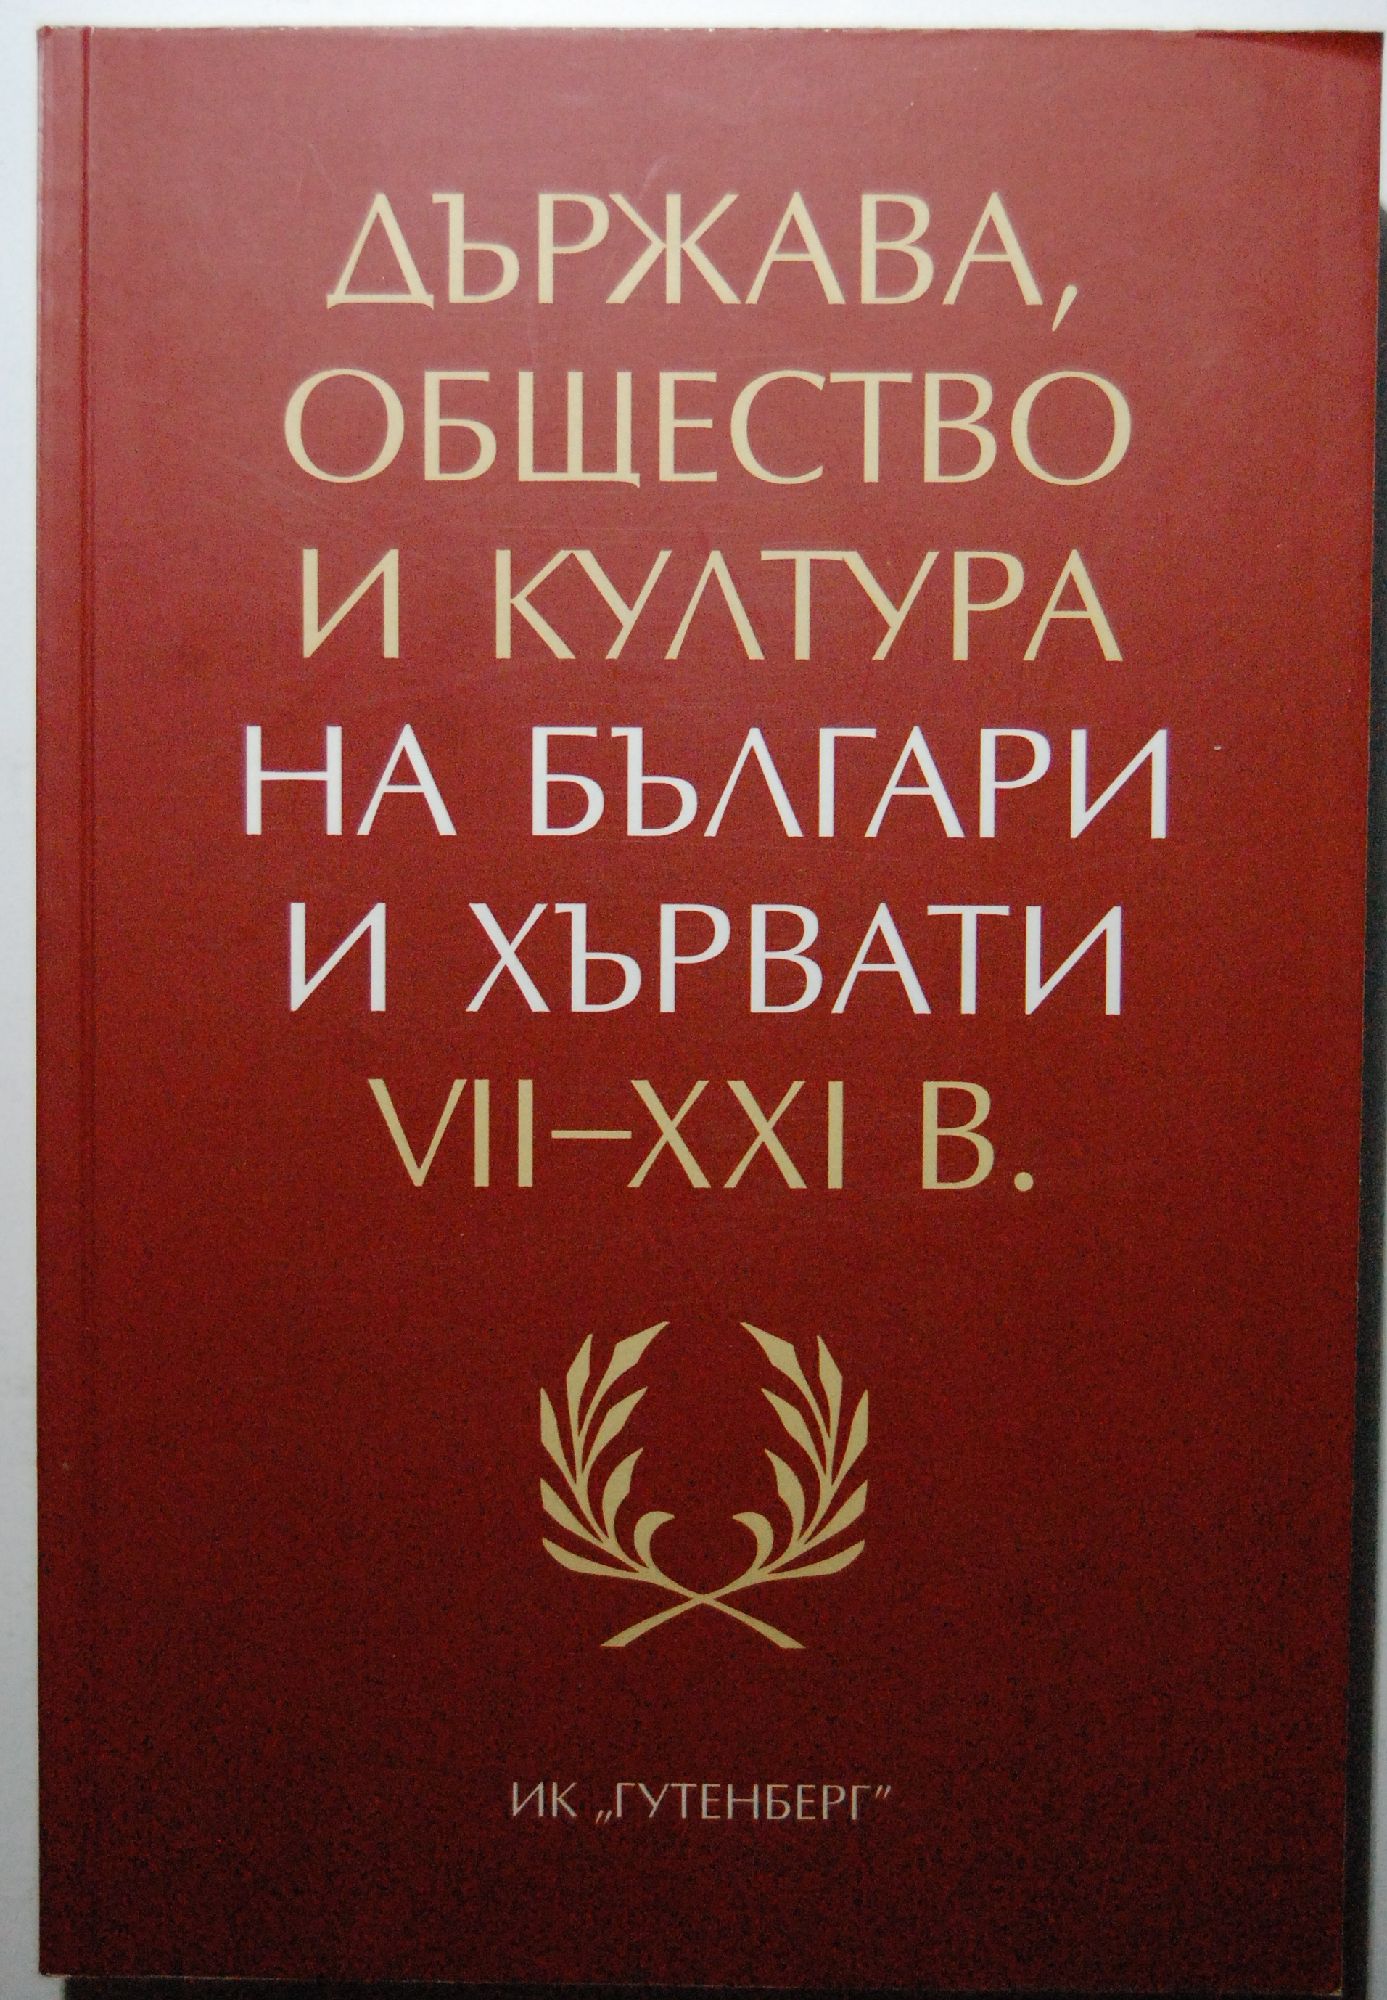 ДЪРЖАВА,
ОБЩЕСТВО
И КУЛТУРА
НА БЪЛГАРИ
И ХЪРВАТИ
VII–XXI В.
ИК „ГУТЕНБЕРГ”